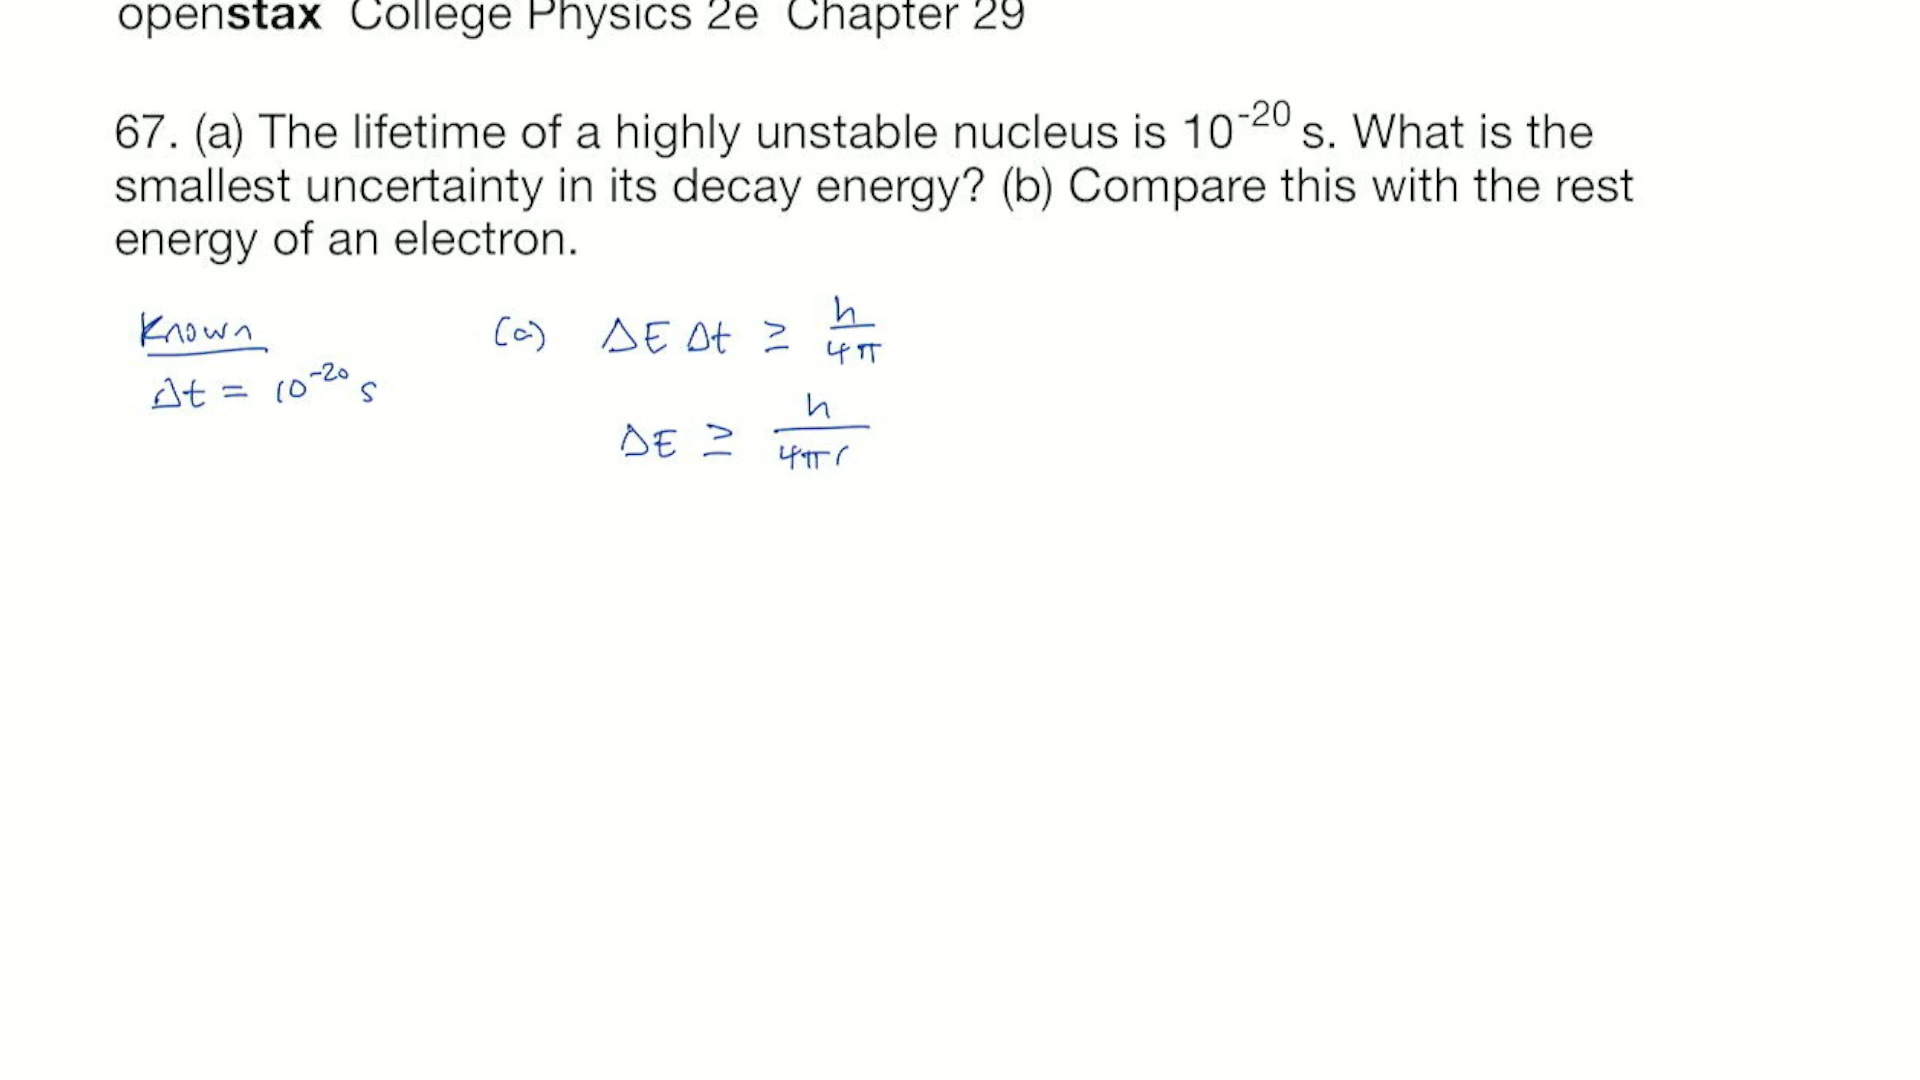 openstax College Physics 2e Chapter 29
67. (a) The lifetime of a highly unstable nucleus is 10⁻²⁰ s. What is the
smallest uncertainty in its decay energy? (b) Compare this with the rest
energy of an electron.
Known
Δt = 10⁻²⁰ s
(a) ΔE Δt ≥ h/4π
ΔE ≥ h/4π(